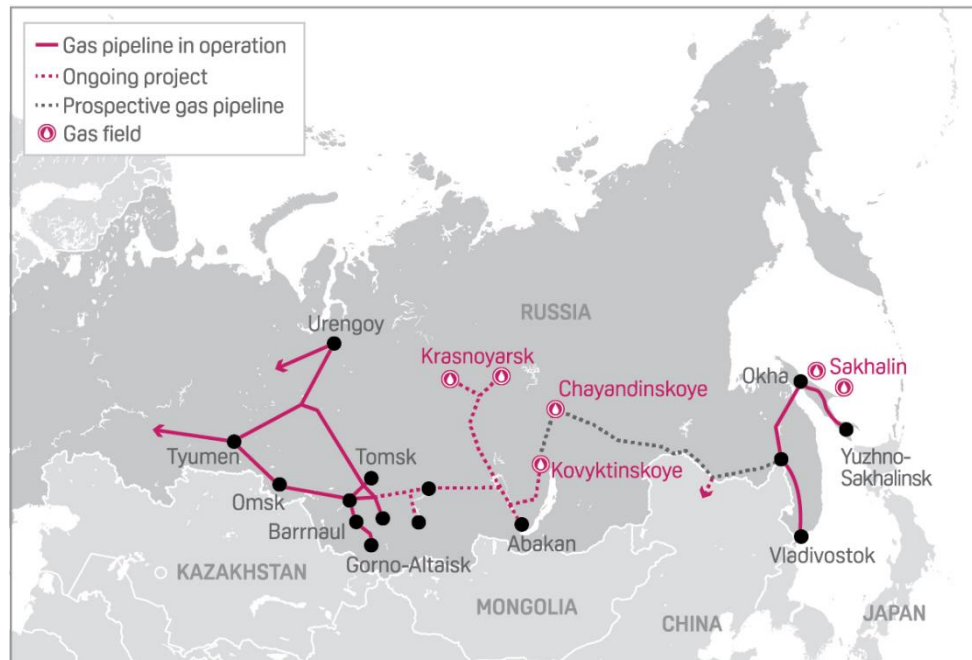 Gas pipeline in operation
Ongoing project
Prospective gas pipeline
Gas field
RUSSIA
Urengoy
Krasnoyarsk
Chayandinskoye
Okha
Sakhalin
Tyumen
Tomsk
Kovyktinskoye
Yuzhno-
Sakhalinsk
Omsk
Barrnaul
Abakan
Gorno-Altaisk
Vladivostok
KAZAKHSTAN
MONGOLIA
CHINA
JAPAN